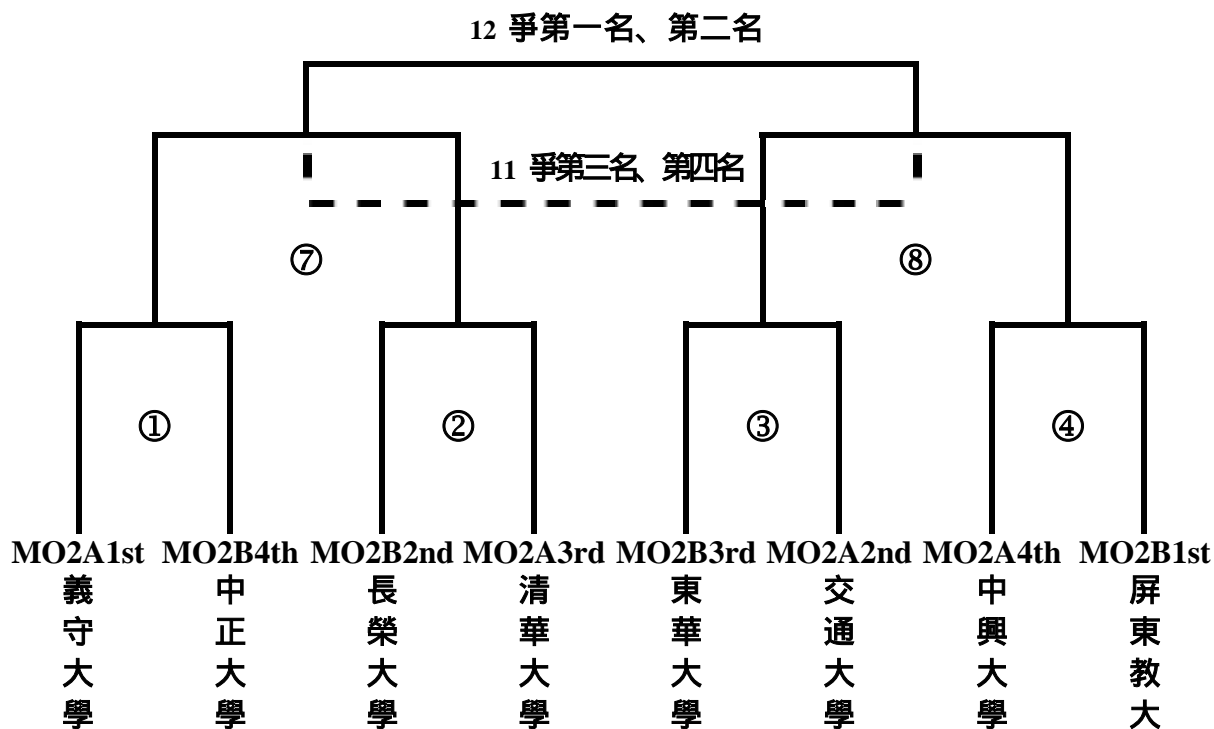 12 爭第一名、第二名
11 爭第三名、第四名
⑦ ⑧
① ② ③ ④
MO2A1st MO2B4th MO2B2nd MO2A3rd MO2B3rd MO2A2nd MO2A4th MO2B1st
義守大學
中正大學
長榮大學
清華大學
東華大學
交通大學
中興大學
屏東教大